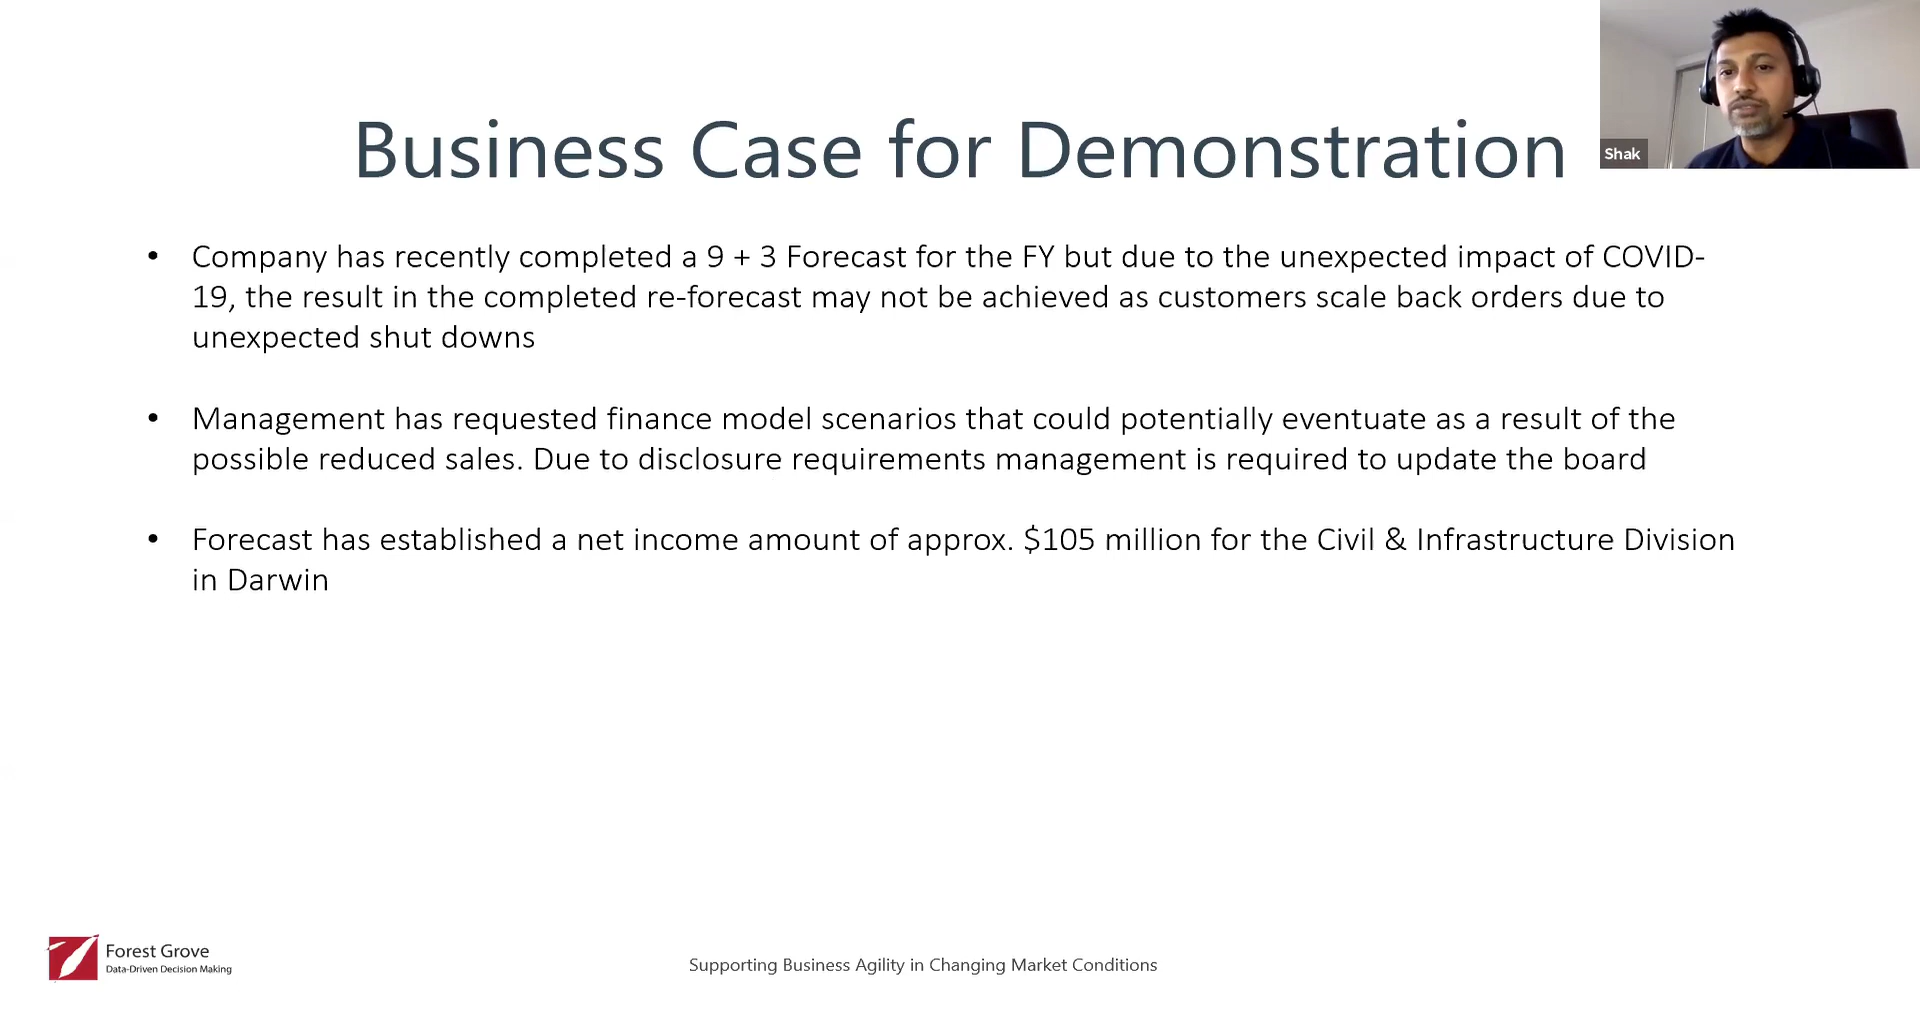 Business Case for Demonstration
Shak
• Company has recently completed a 9 + 3 Forecast for the FY but due to the unexpected impact of COVID-
19, the result in the completed re-forecast may not be achieved as customers scale back orders due to
unexpected shut downs
• Management has requested finance model scenarios that could potentially eventuate as a result of the
possible reduced sales. Due to disclosure requirements management is required to update the board
• Forecast has established a net income amount of approx. $105 million for the Civil & Infrastructure Division
in Darwin
Forest Grove
Data-Driven Decision Making
Supporting Business Agility in Changing Market Conditions